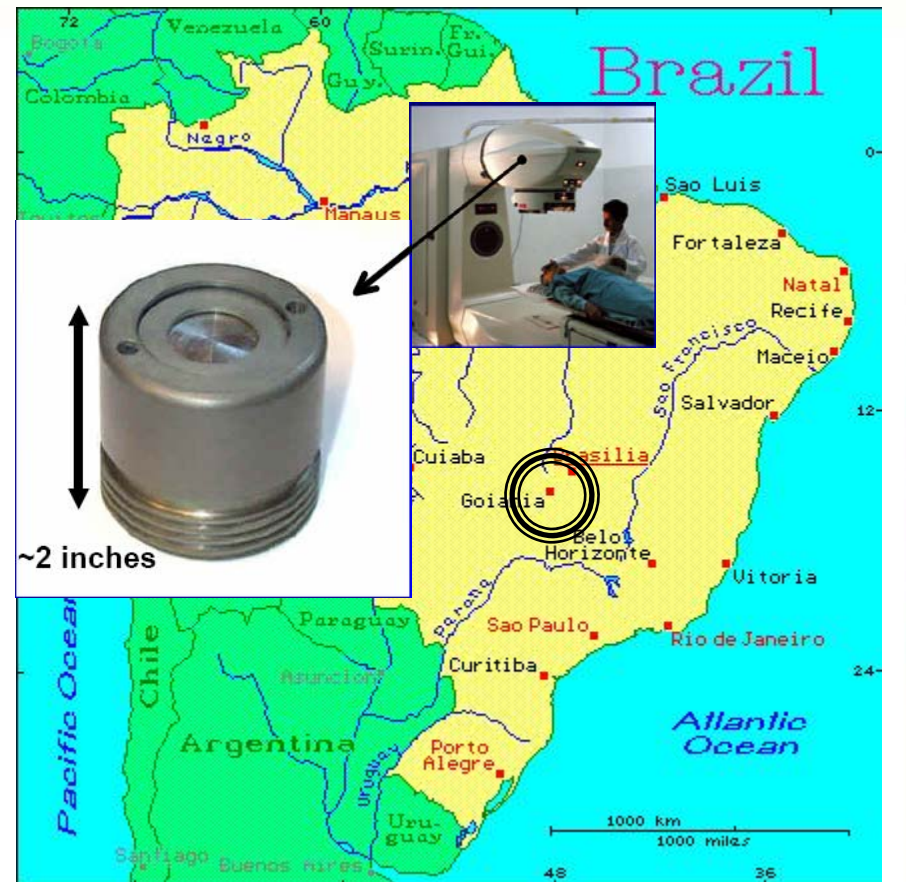 72
60
Venezuela
Bogota
Surin.
Fr.
Gui.
Guy.
Brazil
Colombia
Negro
0
Manaus
Sao Luis
Fortaleza
Natal
Recife
Sao Francisco
Maceio
Salvador
12
Cuiaba
Brasilia
Goiania
~2 inches
Belo
Horizonte
Vitoria
Parana
Paraguay
Sao Paulo
Rio de Janeiro
Pacific Ocean
Chile
Curitiba
24
Asuncion
Atlantic
Ocean
Argentina
Porto
Alegre
Uruguay
Uru-
guay
1000 km
1000 miles
Santiago
Buenos Aires
48
36